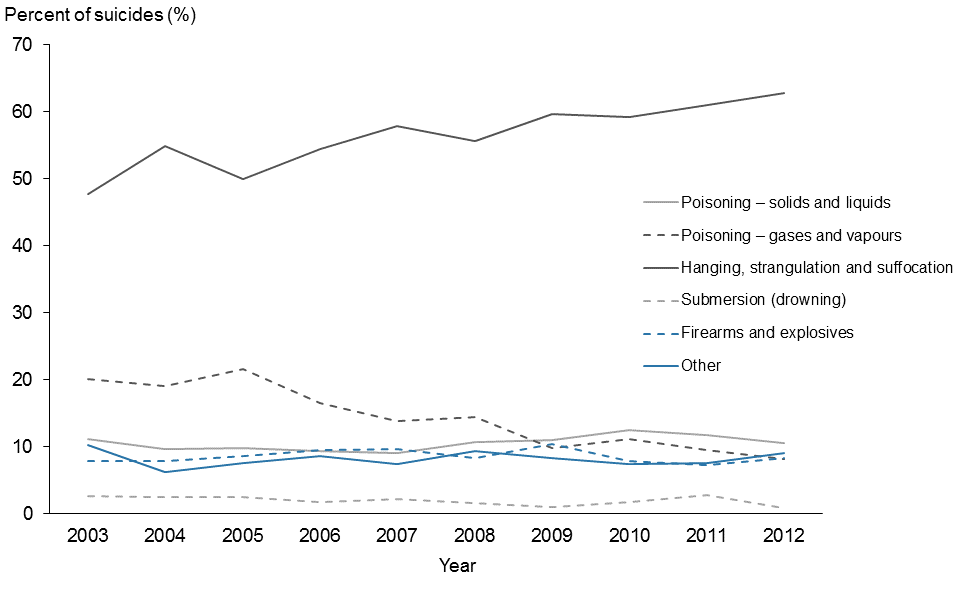 Percent of suicides (%)
70
60
50
40
30
20
10
0
Poisoning – solids and liquids
Poisoning – gases and vapours
Hanging, strangulation and suffocation
Submersion (drowning)
Firearms and explosives
Other
2003 2004 2005 2006 2007 2008 2009 2010 2011 2012
Year